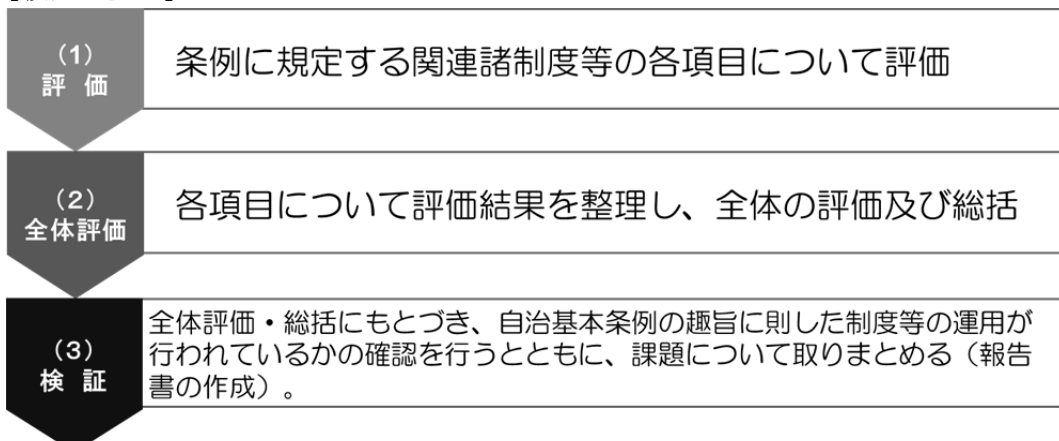 (1)
評 価
条例に規定する関連諸制度等の各項目について評価
(2)
全体評価
各項目について評価結果を整理し、全体の評価及び総括
(3)
検 証
全体評価・総括にもとづき、自治基本条例の趣旨に則した制度等の運用が
行われているかの確認を行うとともに、課題について取りまとめる（報告
書の作成）。